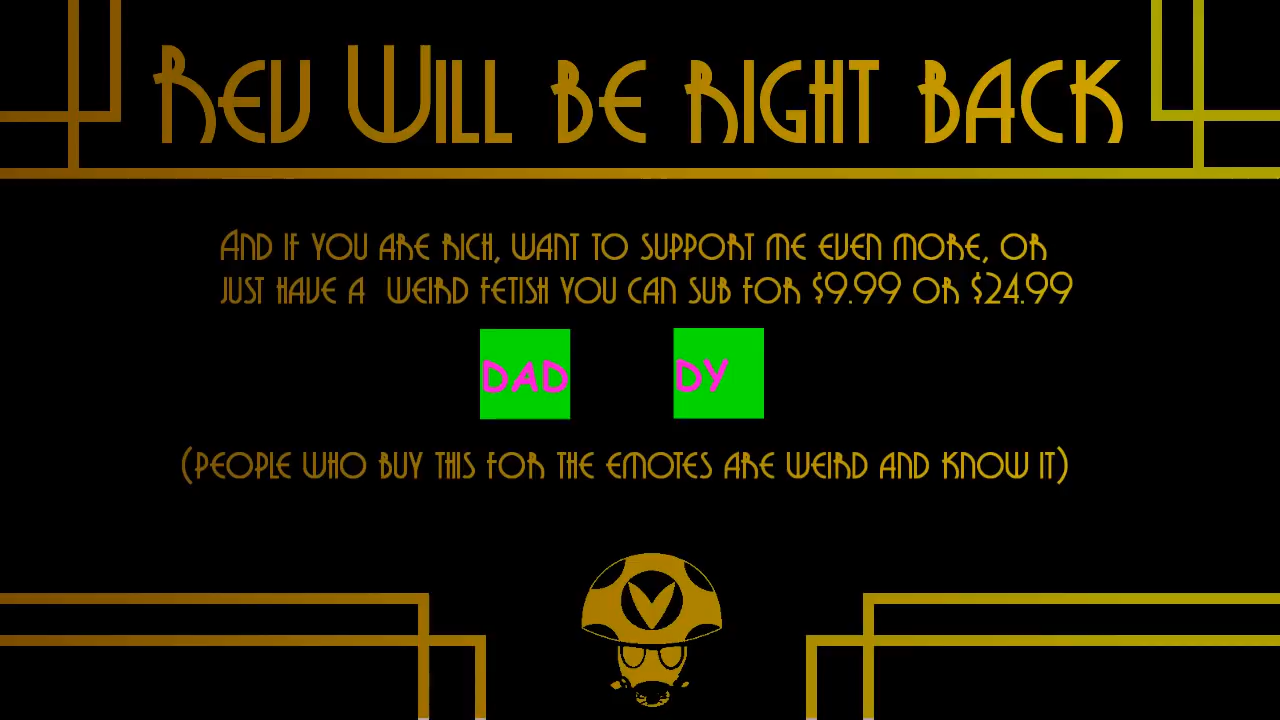 Rev Will be right back
And if you are rich, want to support me even more, or
just have a weird fetish you can sub for $9.99 or $24.99
DAD DY
(people who buy this for the emotes are weird and know it)